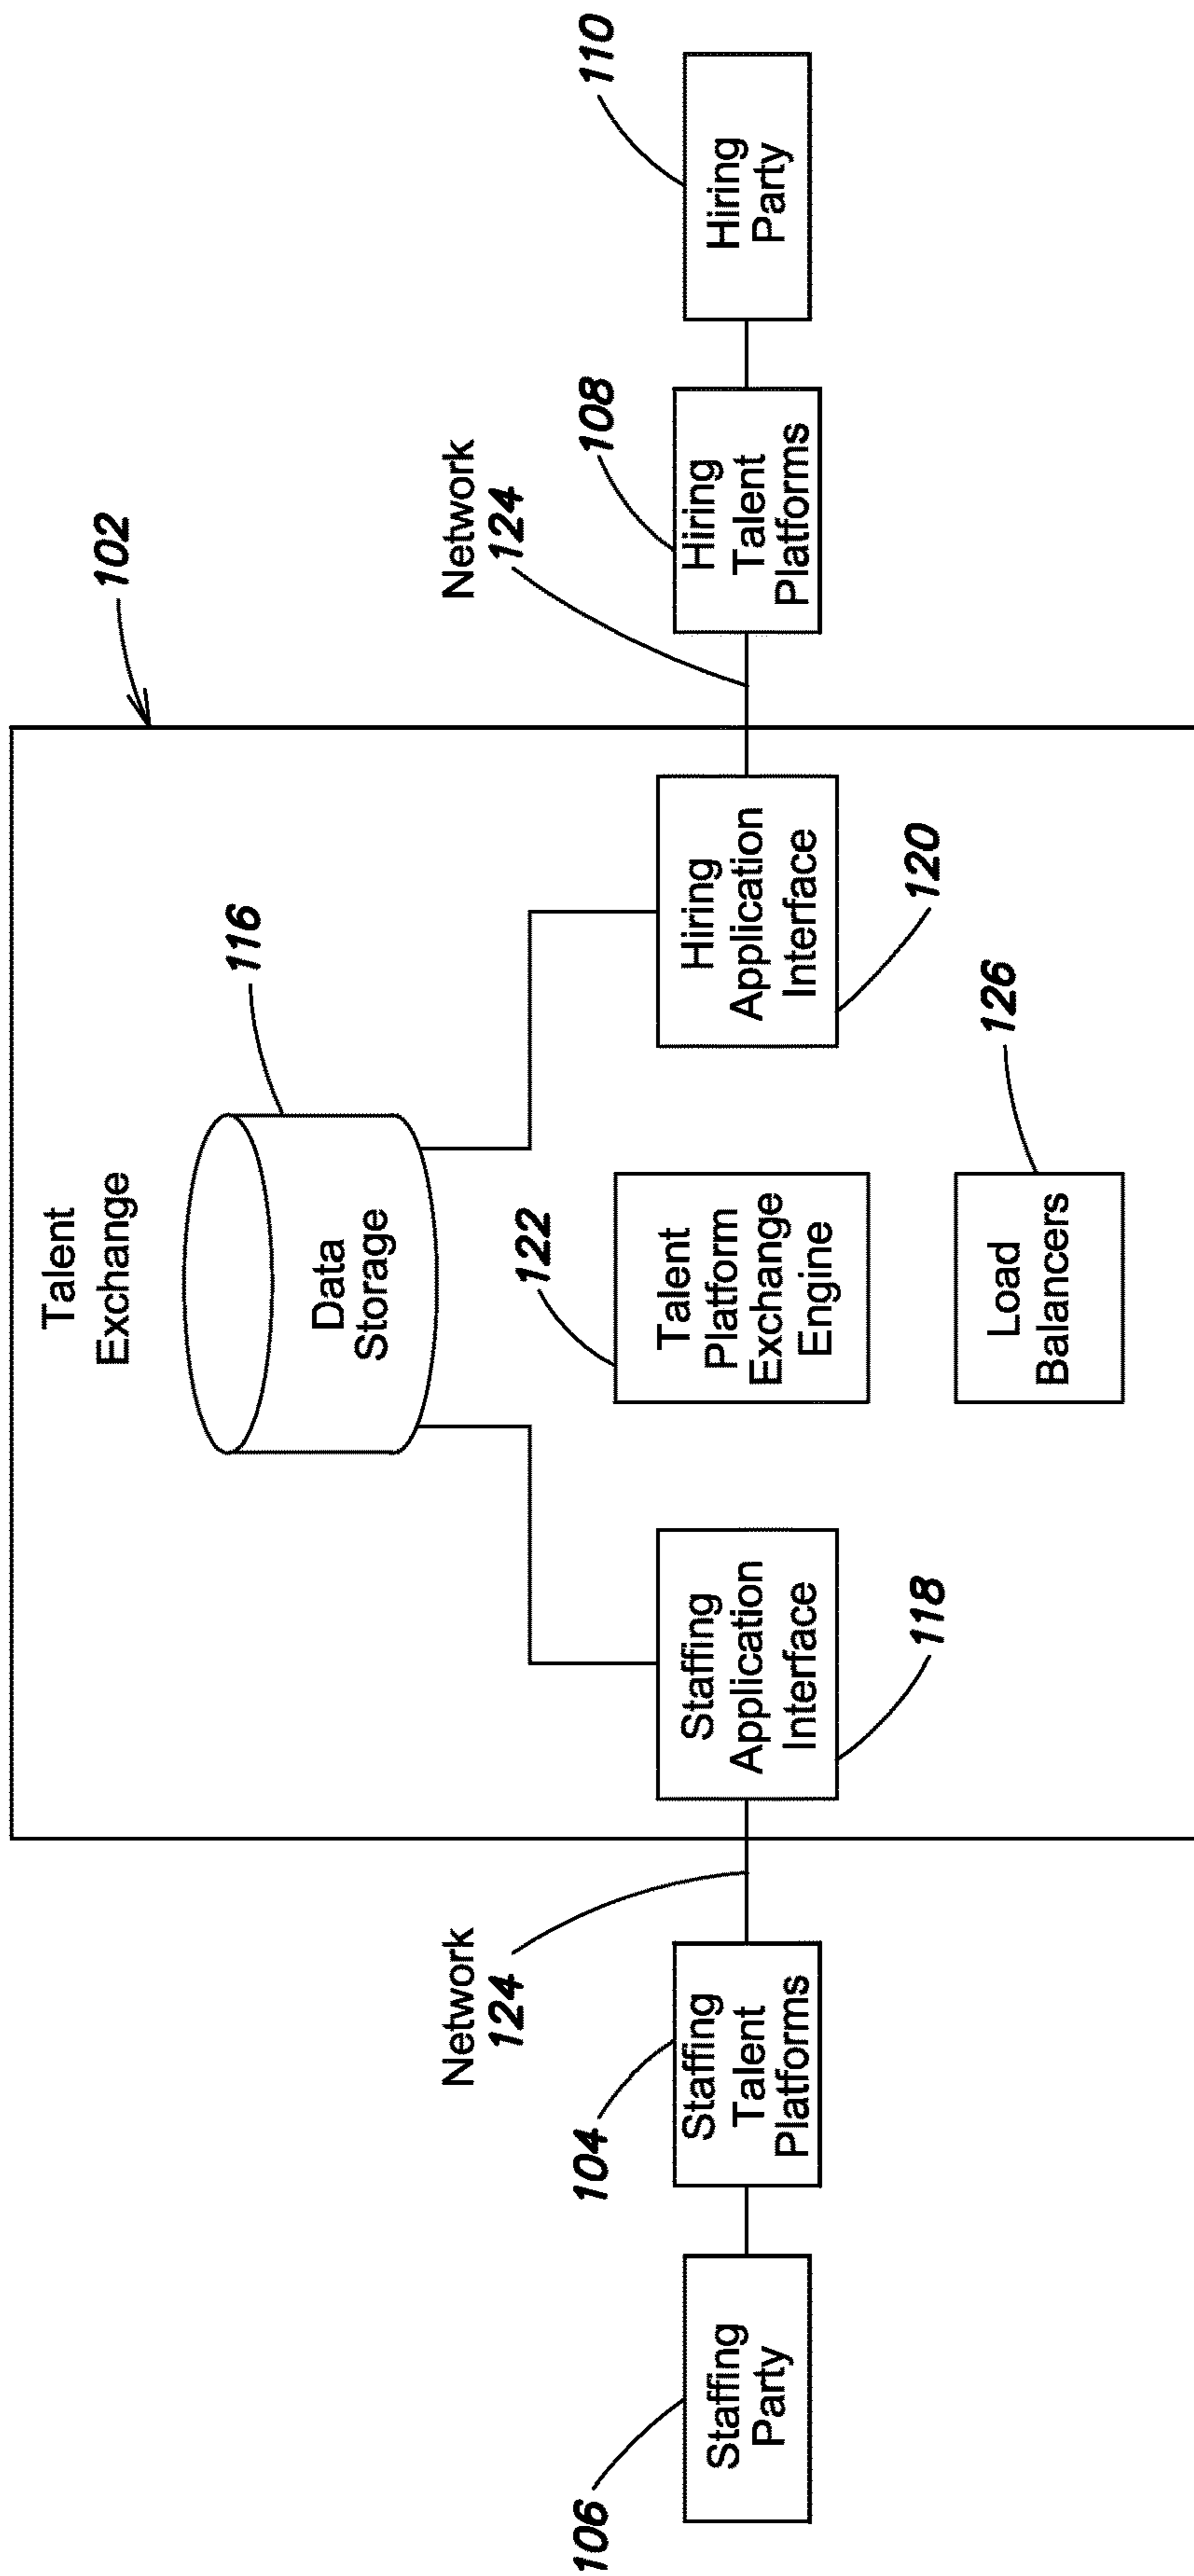 Talent
Exchange
102
116
Data
Storage
Network
124
Network
124
122
106
Staffing
Party
104
Staffing
Talent
Platforms
Staffing
Application
Interface
118
Talent
Platform
Exchange
Engine
Hiring
Application
Interface
120
108
Hiring
Talent
Platforms
110
Hiring
Party
126
Load
Balancers